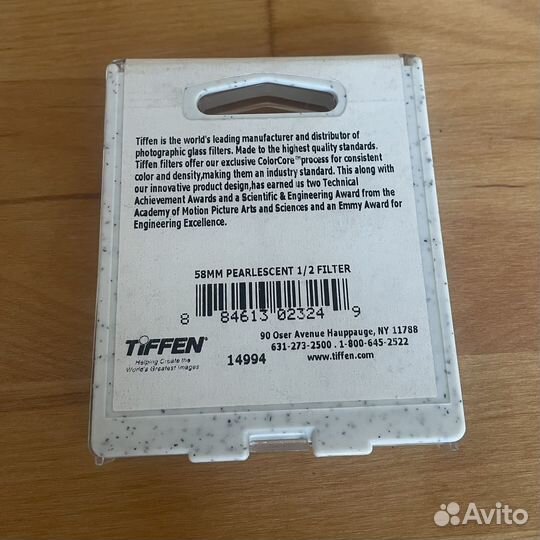 Tiffen is the world's leading manufacturer and distributor of
photographic glass filters. Made to the highest quality standards.
Tiffen filters offer our exclusive ColorCore™process for consistent
color and density,making them an industry standard. This along with
our innovative product design,has earned us two Technical
Achievement Awards and a Scientific & Engineering Award from the
Academy of Motion Picture Arts and Sciences and an Emmy Award for
Engineering Excellence.
58MM PEARLESCENT 1/2 FILTER
8 84613 02324 9
TIFFEN®
Helping Create the
World's Greatest Images
14994
90 Oser Avenue Hauppauge, NY 11788
631-273-2500 . 1-800-645-2522
www.tiffen.com
Avito